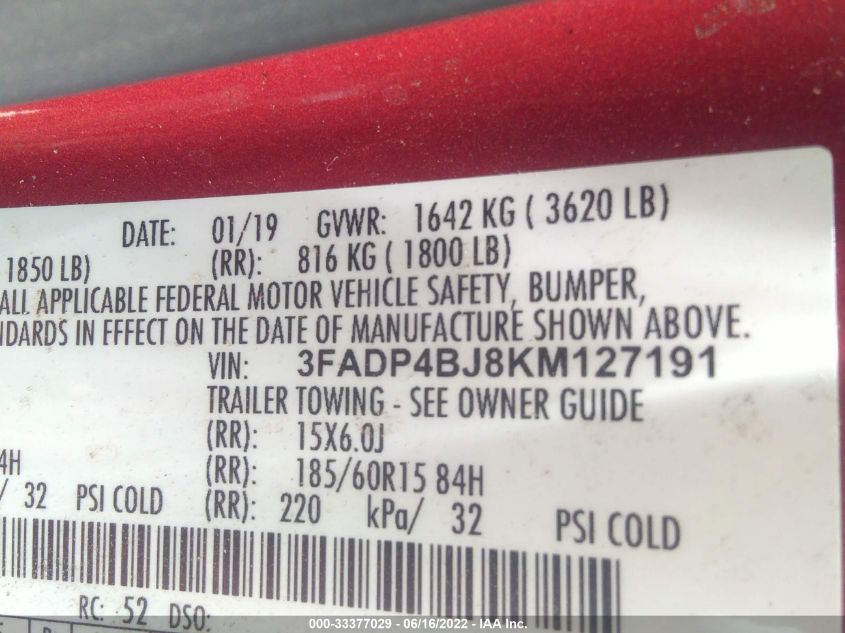 DATE: 01/19 GVWR: 1642 KG ( 3620 LB)
1850 LB) (RR): 816 KG ( 1800 LB)
ALL APPLICABLE FEDERAL MOTOR VEHICLE SAFETY, BUMPER,
NDARDS IN EFFECT ON THE DATE OF MANUFACTURE SHOWN ABOVE.
VIN: 3FADP4BJ8KM127191
TRAILER TOWING - SEE OWNER GUIDE
(RR): 15X6.0J
4H (RR): 185/60R15 84H
/ 32 PSI COLD (RR): 220 kPa/ 32 PSI COLD
RC: 52 DSO:
000-33377029 - 06/16/2022 - IAA Inc.